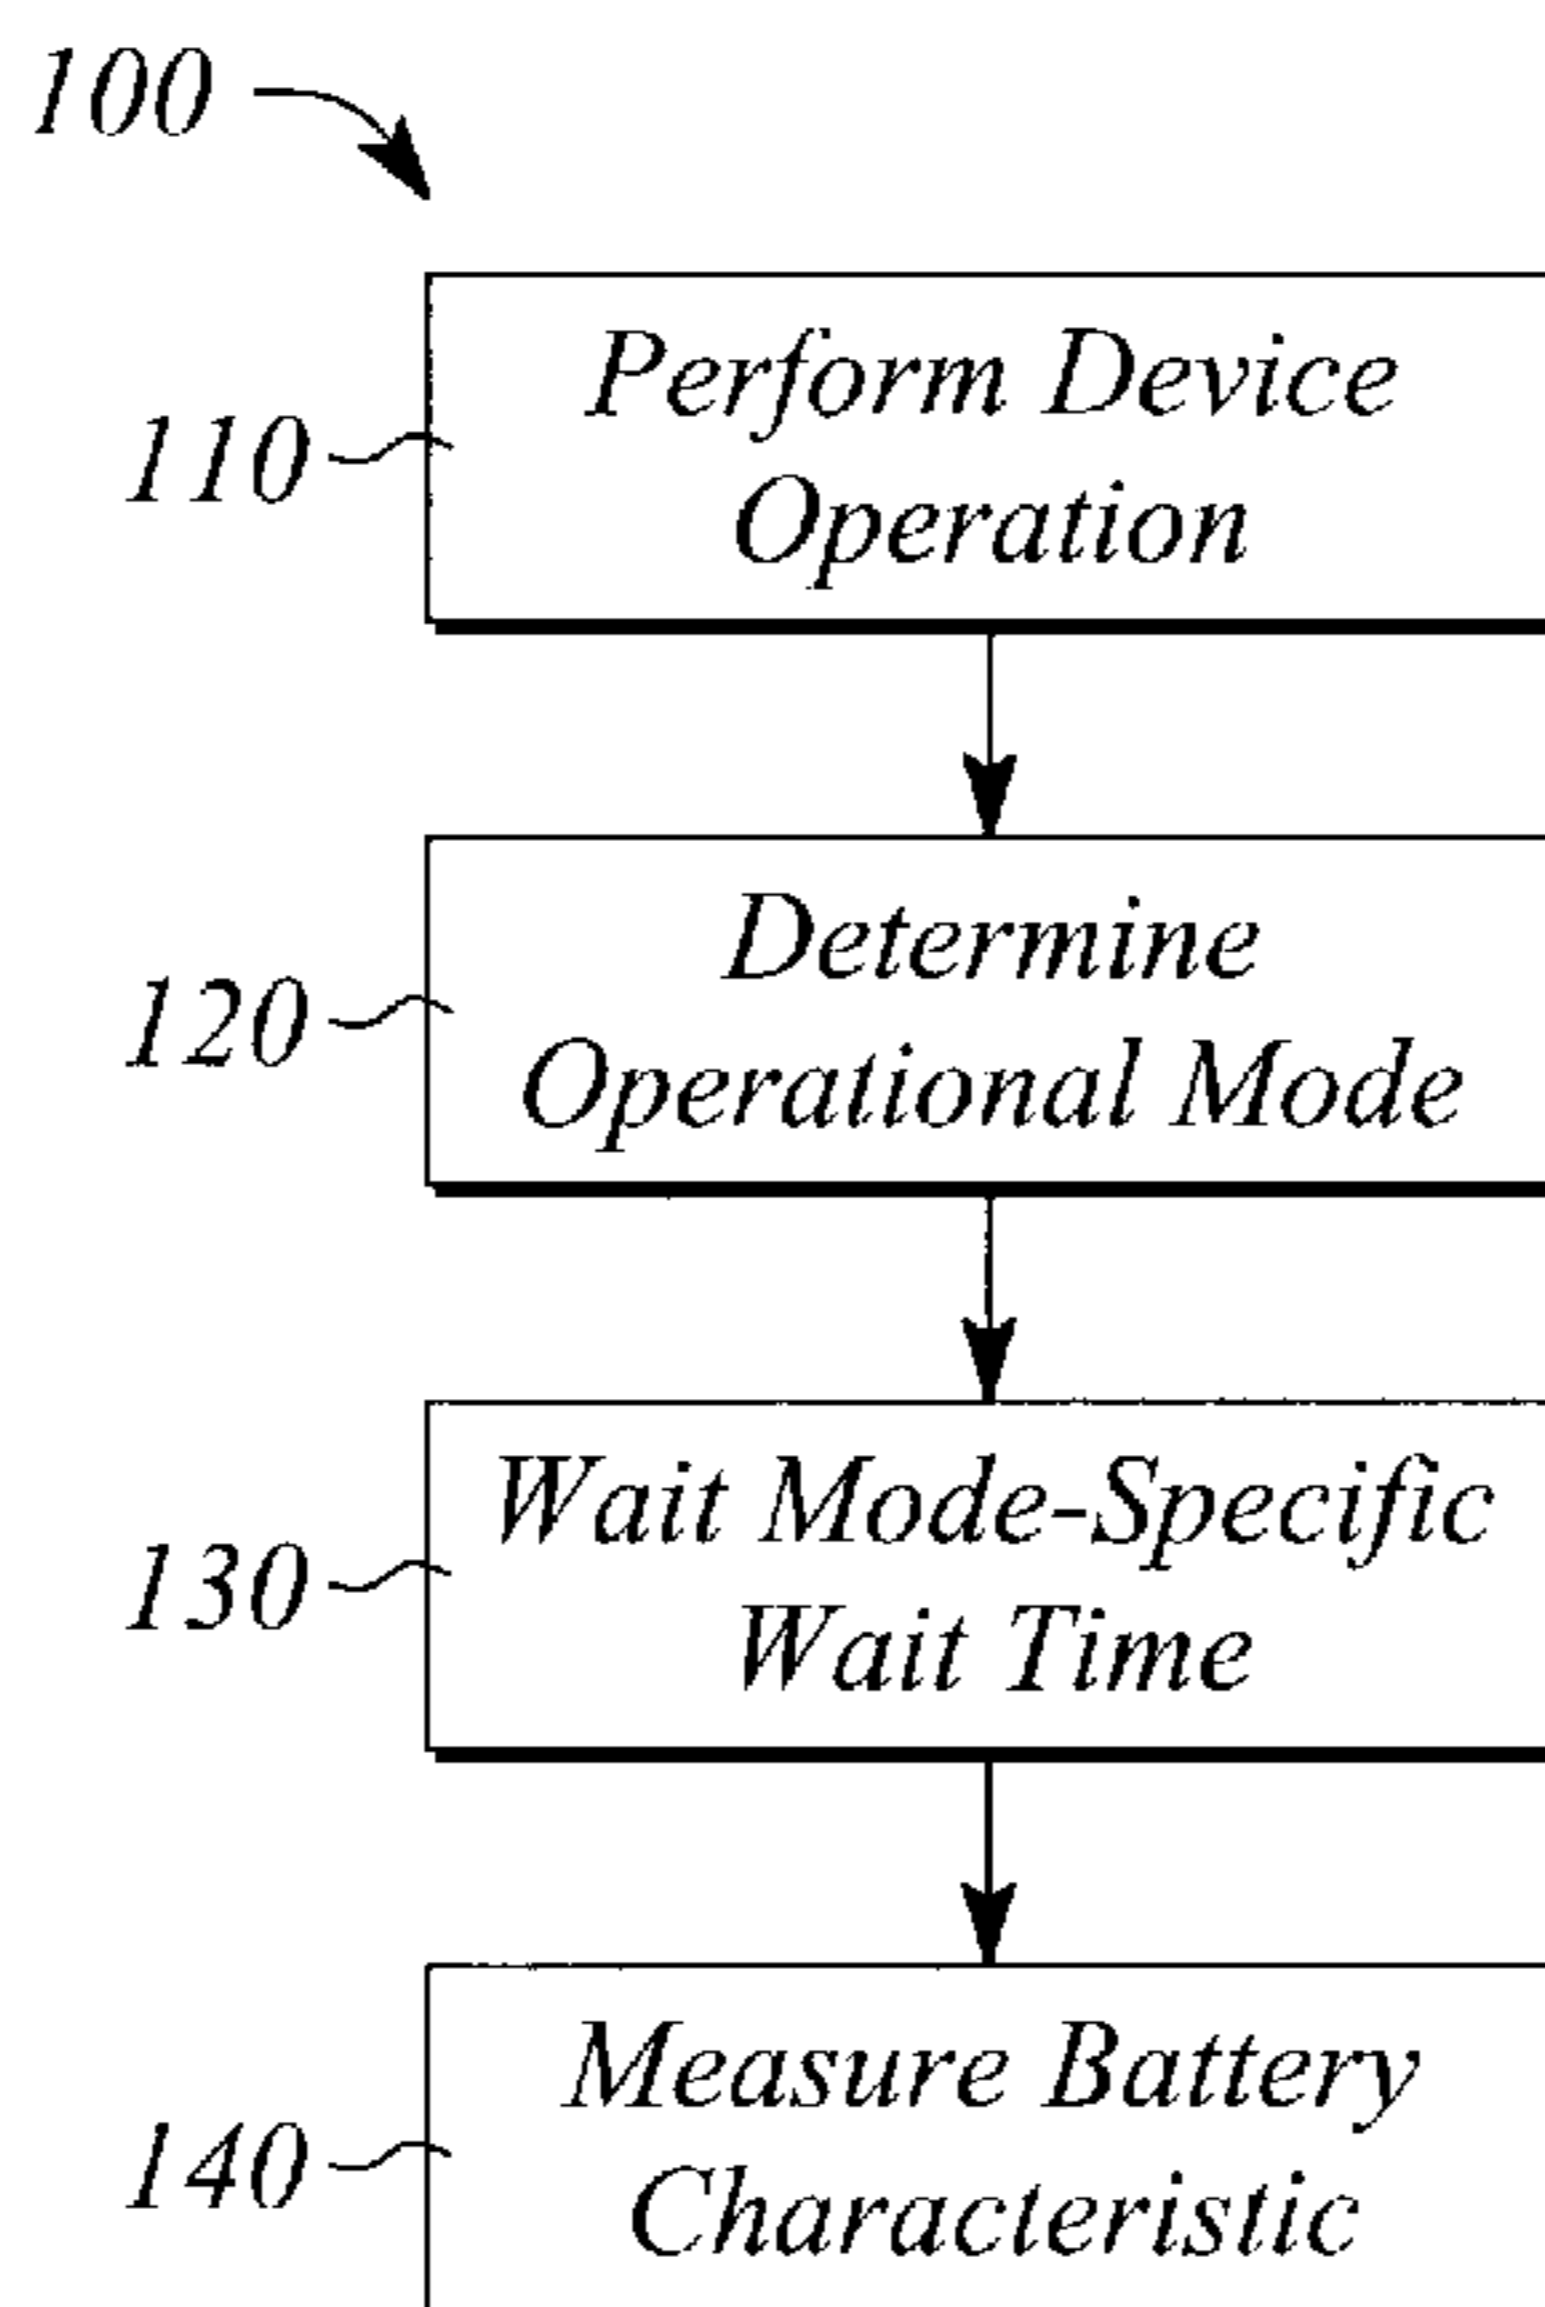 100
110
Perform Device
Operation
120
Determine
Operational Mode
130
Wait Mode-Specific
Wait Time
140
Measure Battery
Characteristic